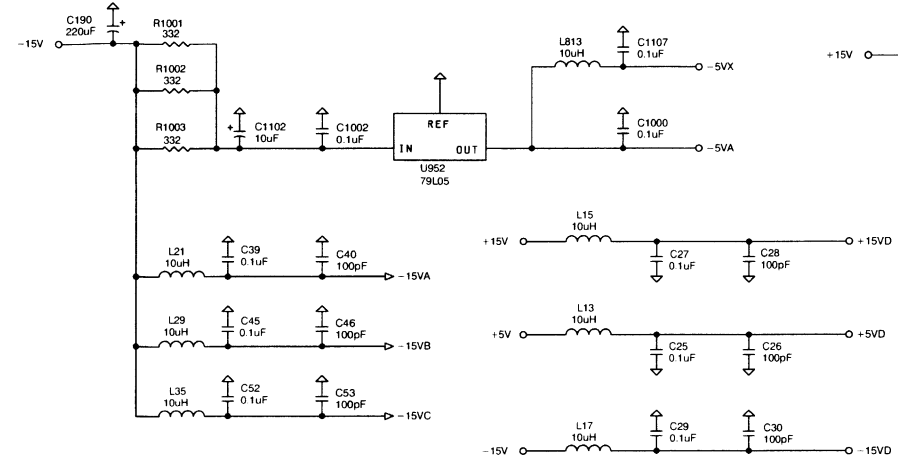 C190
220uF
+
-15V
R1001
332
R1002
332
R1003
332
+
C1102
10uF
C1002
0.1uF
REF
IN OUT
U952
79L05
L813
10uH
C1107
0.1uF
-5VX
C1000
0.1uF
-5VA
+15V
L21
10uH
C39
0.1uF
C40
100pF
-15VA
L29
10uH
C45
0.1uF
C46
100pF
-15VB
L35
10uH
C52
0.1uF
C53
100pF
-15VC
+15V
L15
10uH
C27
0.1uF
C28
100pF
+15VD
+5V
L13
10uH
C25
0.1uF
C26
100pF
+5VD
-15V
L17
10uH
C29
0.1uF
C30
100pF
-15VD